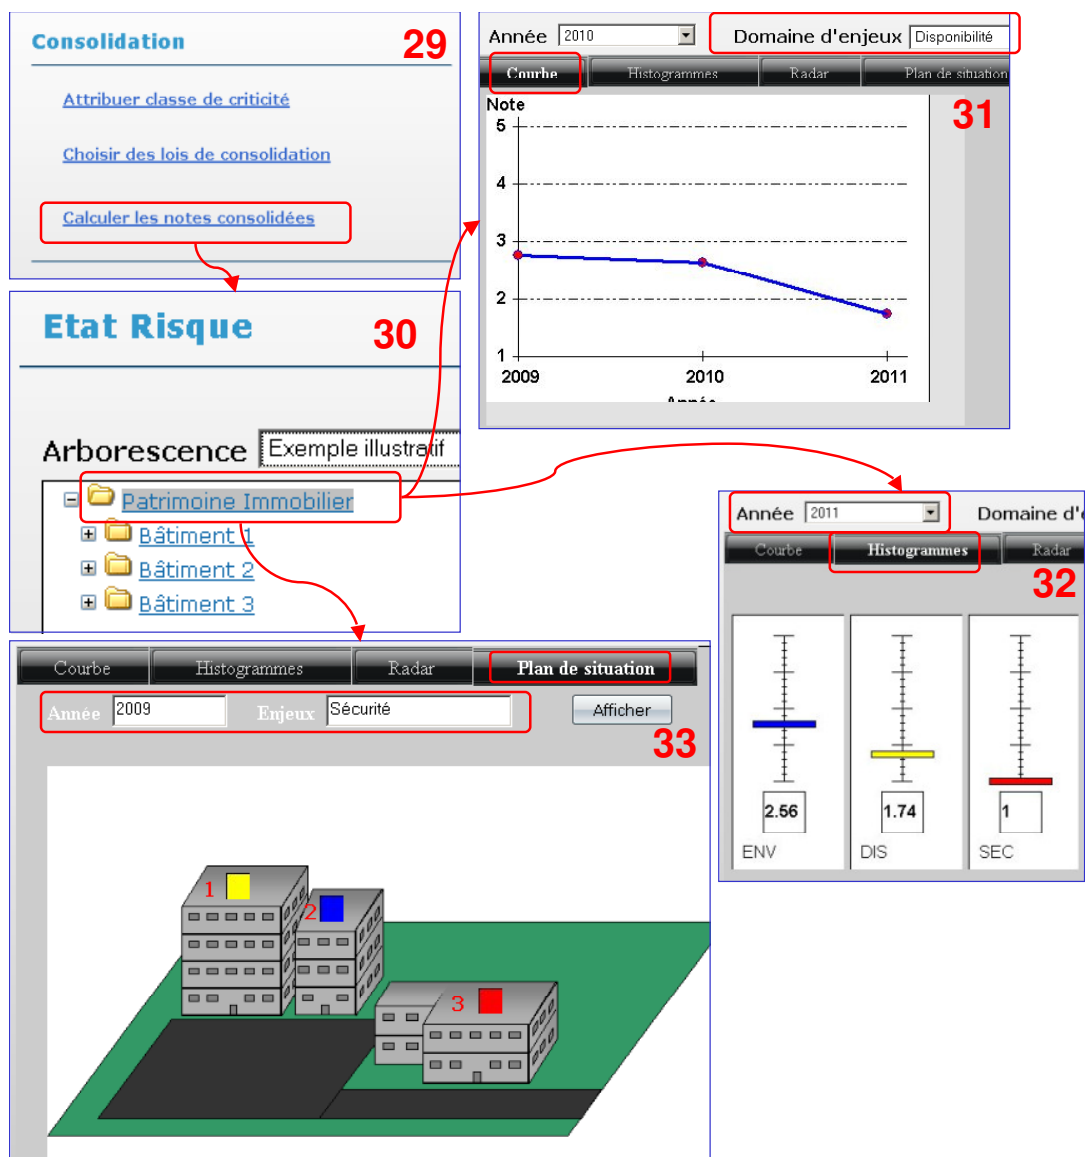 Consolidation
29
Attribuer classe de criticité
Choisir des lois de consolidation
Calculer les notes consolidées
Etat Risque
30
Arborescence Exemple illustratif
Patrimoine Immobilier
Bâtiment 1
Bâtiment 2
Bâtiment 3
Année 2010 Domaine d'enjeux Disponibilité
Courbe Histogrammes Radar Plan de situation
31
Note
5
4
3
2
1
2009 2010 2011
Année
Année 2011 Domaine d'e
Courbe Histogrammes Radar
32
2.56 1.74 1
ENV DIS SEC
Courbe Histogrammes Radar Plan de situation
Année 2009 Enjeux Sécurité Afficher
33
1
2
3